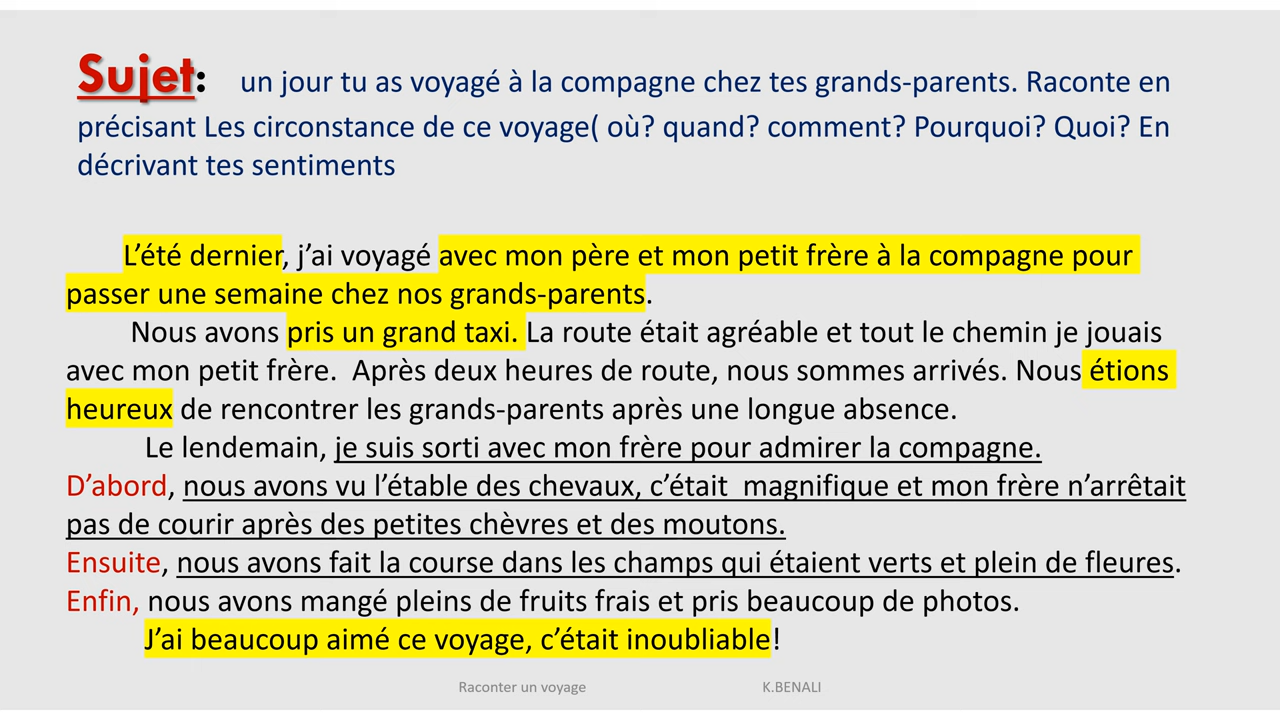 Sujet: un jour tu as voyagé à la compagne chez tes grands-parents. Raconte en
précisant Les circonstance de ce voyage( où? quand? comment? Pourquoi? Quoi? En
décrivant tes sentiments
L’été dernier, j’ai voyagé avec mon père et mon petit frère à la compagne pour
passer une semaine chez nos grands-parents.
Nous avons pris un grand taxi. La route était agréable et tout le chemin je jouais
avec mon petit frère. Après deux heures de route, nous sommes arrivés. Nous étions
heureux de rencontrer les grands-parents après une longue absence.
Le lendemain, je suis sorti avec mon frère pour admirer la compagne.
D’abord, nous avons vu l’étable des chevaux, c’était magnifique et mon frère n’arrêtait
pas de courir après des petites chèvres et des moutons.
Ensuite, nous avons fait la course dans les champs qui étaient verts et plein de fleures.
Enfin, nous avons mangé pleins de fruits frais et pris beaucoup de photos.
J’ai beaucoup aimé ce voyage, c’était inoubliable!
Raconter un voyage K.BENALI